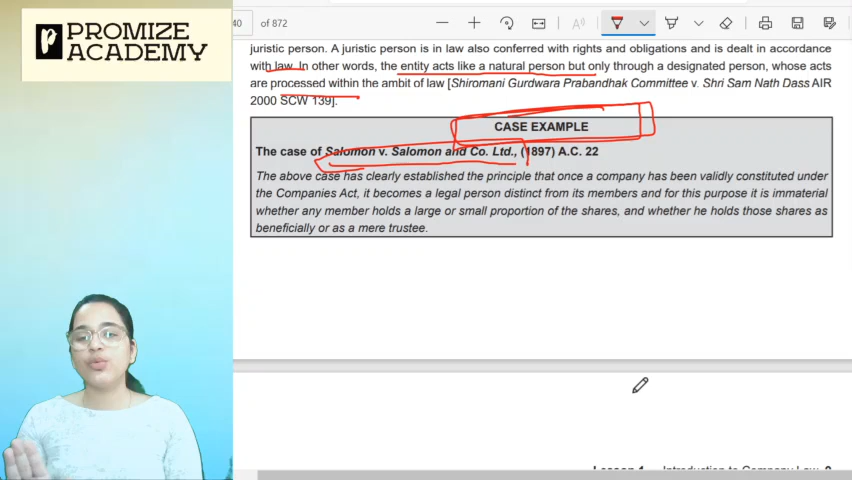 PROMIZE
ACADEMY
40 of 872
juristic person. A juristic person is in law also conferred with rights and obligations and is dealt in accordance
with law. In other words, the entity acts like a natural person but only through a designated person, whose acts
are processed within the ambit of law [Shiromani Gurdwara Prabandhak Committee v. Shri Sam Nath Dass AIR
2000 SCW 139].
CASE EXAMPLE
The case of Salomon v. Salomon and Co. Ltd., (1897) A.C. 22
The above case has clearly established the principle that once a company has been validly constituted under
the Companies Act, it becomes a legal person distinct from its members and for this purpose it is immaterial
whether any member holds a large or small proportion of the shares, and whether he holds those shares as
beneficially or as a mere trustee.
Lesson 1 Introduction to Company Law